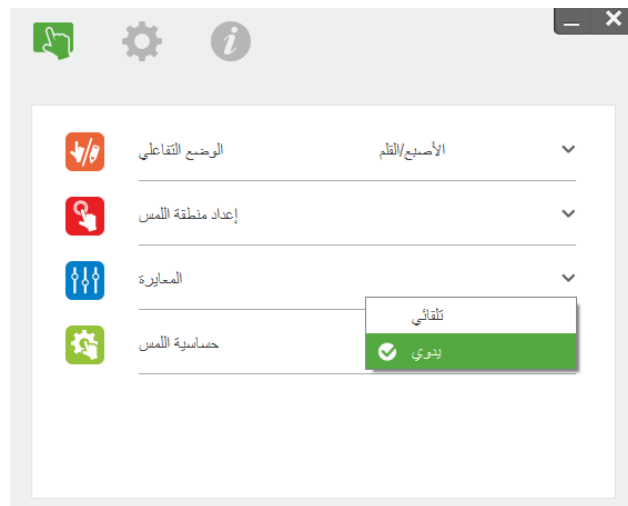 الوضع التفاعلي
الأصبع/القلم
إعداد منطقة اللمس
المعايرة
تلقائي
يدوي
حساسية اللمس